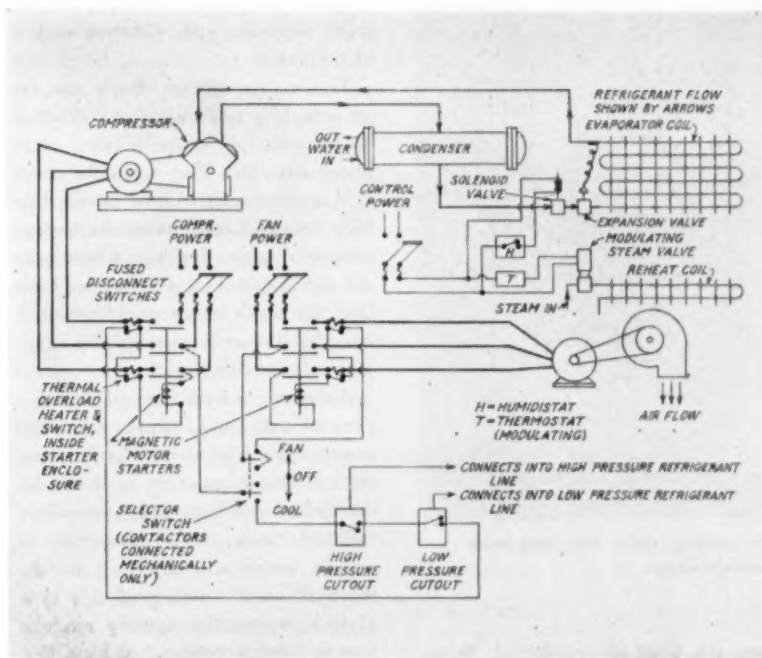 REFRIGERANT FLOW
SHOWN BY ARROWS
EVAPORATOR COIL
COMPRESSOR
OUT
WATER
IN
CONDENSER
CONTROL
POWER
SOLENOID
VALVE
COMPR.
POWER
FAN
POWER
EXPANSION VALVE
MODULATING
STEAM VALVE
H
T
REHEAT COIL
STEAM IN
FUSED
DISCONNECT
SWITCHES
THERMAL
OVERLOAD
HEATER &
SWITCH,
INSIDE
STARTER
ENCLO-
SURE
MAGNETIC
MOTOR
STARTERS
H = HUMIDISTAT
T = THERMOSTAT
(MODULATING)
AIR FLOW
FAN
OFF
COOL
SELECTOR
SWITCH
(CONTACTORS
CONNECTED
MECHANICALLY
ONLY)
CONNECTS INTO HIGH PRESSURE REFRIGERANT
LINE
CONNECTS INTO LOW PRESSURE REFRIGERANT
LINE
HIGH
PRESSURE
CUTOUT
LOW
PRESSURE
CUTOUT